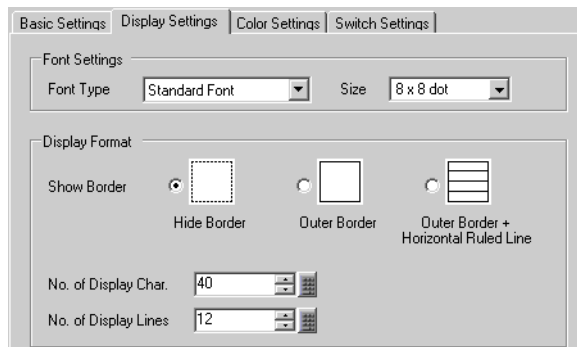 Basic Settings Display Settings Color Settings Switch Settings
Font Settings
Font Type Standard Font Size 8 x 8 dot
Display Format
Show Border
Hide Border Outer Border Outer Border +
Horizontal Ruled Line
No. of Display Char. 40
No. of Display Lines 12